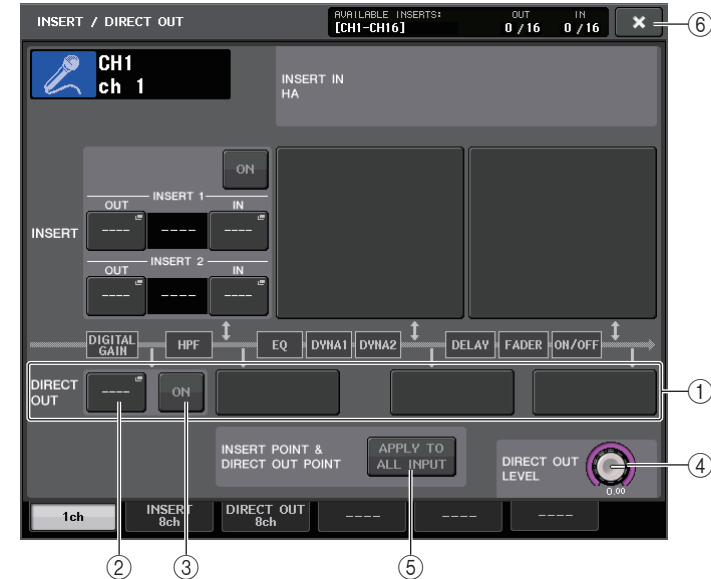 INSERT / DIRECT OUT
AVAILABLE INSERTS: OUT IN
[CH1-CH16] 0 /16 0 /16
×
⑥
CH1
ch 1
INSERT IN
HA
ON
INSERT 1
OUT IN
INSERT
---- ---- ----
INSERT 2
OUT IN
---- ---- ----
DIGITAL GAIN
HPF
EQ
DYNA1
DYNA2
DELAY
FADER
ON/OFF
DIRECT OUT
----
ON
①
INSERT POINT &
DIRECT OUT POINT
APPLY TO
ALL INPUT
DIRECT OUT
LEVEL
0.00
④
1ch
INSERT
8ch
DIRECT OUT
8ch
----
----
----
②
③
⑤